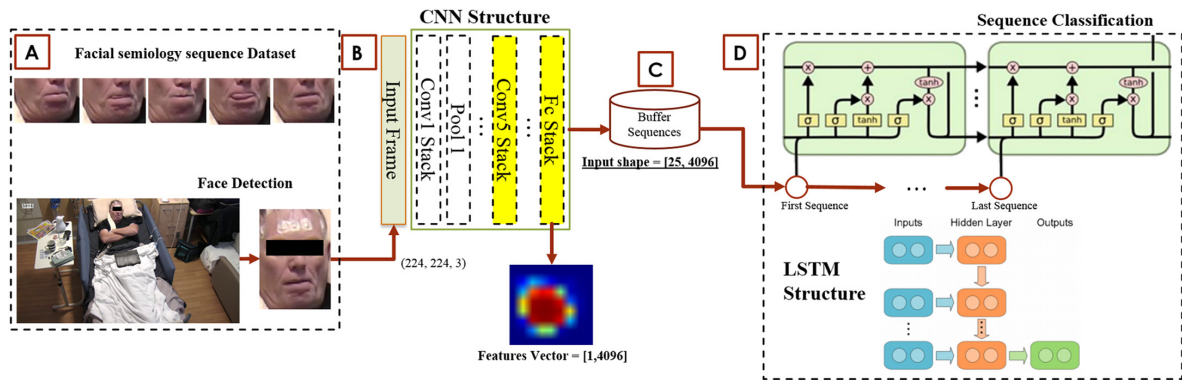 A
Facial semiology sequence Dataset
Face Detection
B
CNN Structure
Input Frame
Conv1 Stack
Pool 1
Conv5 Stack
Fc Stack
(224, 224, 3)
Features Vector = [1,4096]
C
Buffer
Sequences
Input shape = [25, 4096]
D
Sequence Classification
x
+
tanh
x
x
σ
σ
tanh
σ
x
+
tanh
x
x
σ
σ
tanh
σ
First Sequence
Last Sequence
Inputs
Hidden Layer
Outputs
LSTM
Structure